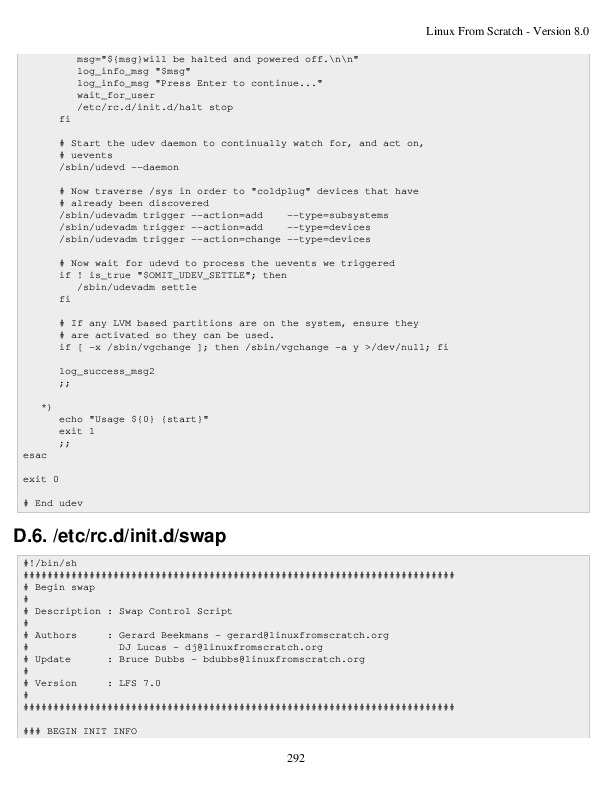 Linux From Scratch - Version 8.0
         msg="${msg}will be halted and powered off.\n\n"
         log_info_msg "$msg"
         log_info_msg "Press Enter to continue..."
         wait_for_user
         /etc/rc.d/init.d/halt stop
      fi

      # Start the udev daemon to continually watch for, and act on,
      # uevents
      /sbin/udevd --daemon

      # Now traverse /sys in order to "coldplug" devices that have
      # already been discovered
      /sbin/udevadm trigger --action=add    --type=subsystems
      /sbin/udevadm trigger --action=add    --type=devices
      /sbin/udevadm trigger --action=change --type=devices

      # Now wait for udevd to process the uevents we triggered
      if ! is_true "$OMIT_UDEV_SETTLE"; then
         /sbin/udevadm settle
      fi

      # If any LVM based partitions are on the system, ensure they
      # are activated so they can be used.
      if [ -x /sbin/vgchange ]; then /sbin/vgchange -a y >/dev/null; fi

      log_success_msg2
      ;;

   *)
      echo "Usage ${0} {start}"
      exit 1
      ;;
esac

exit 0

# End udev
D.6. /etc/rc.d/init.d/swap
#!/bin/sh
########################################################################
# Begin swap
#
# Description : Swap Control Script
#
# Authors     : Gerard Beekmans - gerard@linuxfromscratch.org
#               DJ Lucas - dj@linuxfromscratch.org
# Update      : Bruce Dubbs - bdubbs@linuxfromscratch.org
#
# Version     : LFS 7.0
#
########################################################################

### BEGIN INIT INFO
292